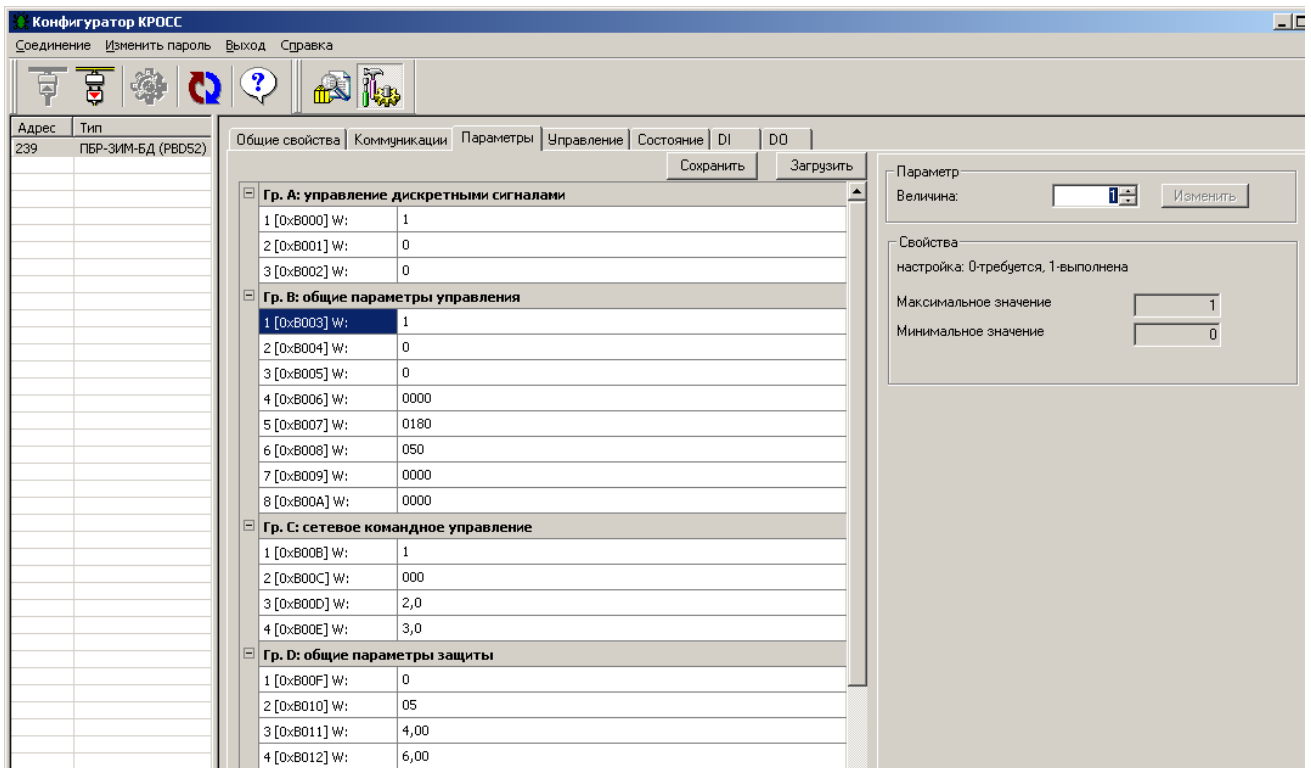 Конфигуратор КРОСС
Соединение Изменить пароль Выход Справка
?
Адрес Тип
239 ПБР-ЗИМ-БД (PBD52)
Общие свойства Коммуникации Параметры Управление Состояние DI DO
Сохранить Загрузить
Гр. A: управление дискретными сигналами
1 [0xB000] W: 1
2 [0xB001] W: 0
3 [0xB002] W: 0
Гр. B: общие параметры управления
1 [0xB003] W: 1
2 [0xB004] W: 0
3 [0xB005] W: 0
4 [0xB006] W: 0000
5 [0xB007] W: 0180
6 [0xB008] W: 050
7 [0xB009] W: 0000
8 [0xB00A] W: 0000
Гр. C: сетевое командное управление
1 [0xB00B] W: 1
2 [0xB00C] W: 000
3 [0xB00D] W: 2,0
4 [0xB00E] W: 3,0
Гр. D: общие параметры защиты
1 [0xB00F] W: 0
2 [0xB010] W: 05
3 [0xB011] W: 4,00
4 [0xB012] W: 6,00
Параметр
Величина: 1 Изменить
Свойства
настройка: 0-требуется, 1-выполнена
Максимальное значение 1
Минимальное значение 0